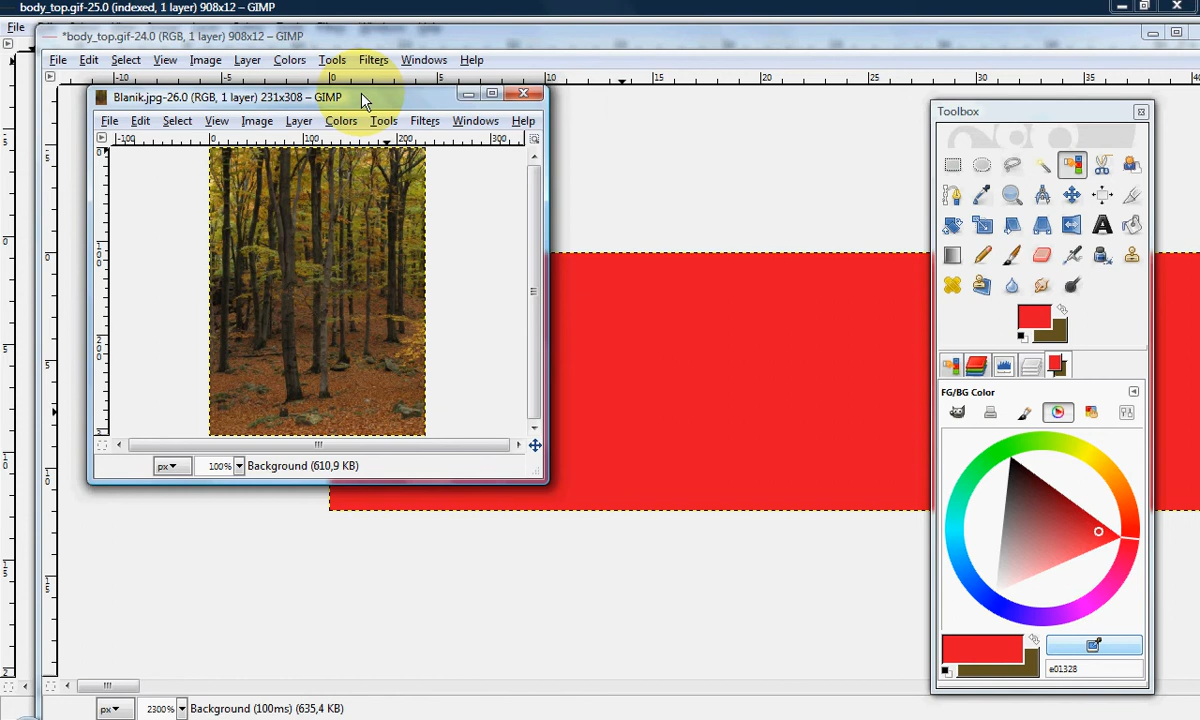 body_top.gif-25.0 (indexed, 1 layer) 908x12 – GIMP
File
*body_top.gif-24.0 (RGB, 1 layer) 908x12 – GIMP
File Edit Select View Image Layer Colors Tools Filters Windows Help
-10 -5 0 5 10 15 20 25 30 35
Blanik.jpg-26.0 (RGB, 1 layer) 231x308 – GIMP
File Edit Select View Image Layer Colors Tools Filters Windows Help
-100 0 100 200 300
Toolbox
FG/BG Color
px 100% Background (610,9 KB)
e01328
px 2300% Background (100ms) (635,4 KB)